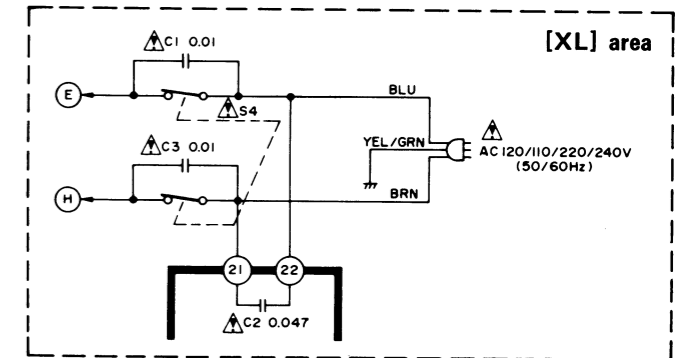 [XL] area
C1 0.01
E
S4
BLU
C3 0.01
YEL/GRN
AC 120/110/220/240V
(50/60Hz)
H
BRN
21
22
C2 0.047